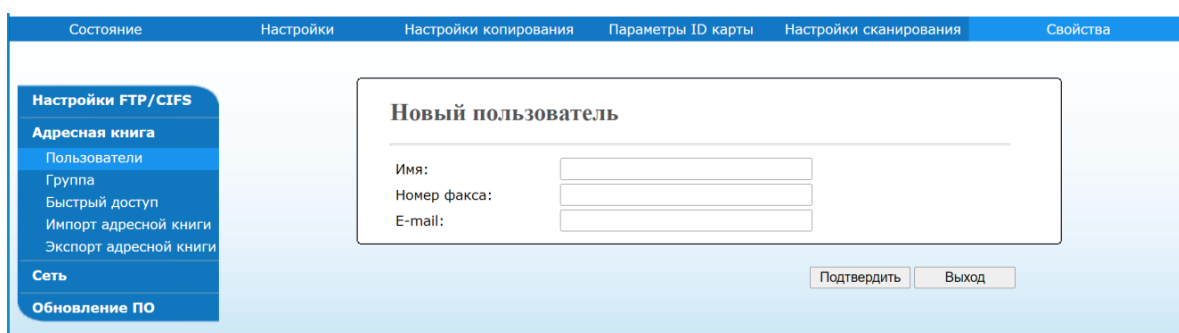 Состояние Настройки Настройки копирования Параметры ID карты Настройки сканирования Свойства
Настройки FTP/CIFS
Адресная книга
Пользователи
Группа
Быстрый доступ
Импорт адресной книги
Экспорт адресной книги
Сеть
Обновление ПО
Новый пользователь
Имя:
Номер факса:
E-mail:
Подтвердить Выход